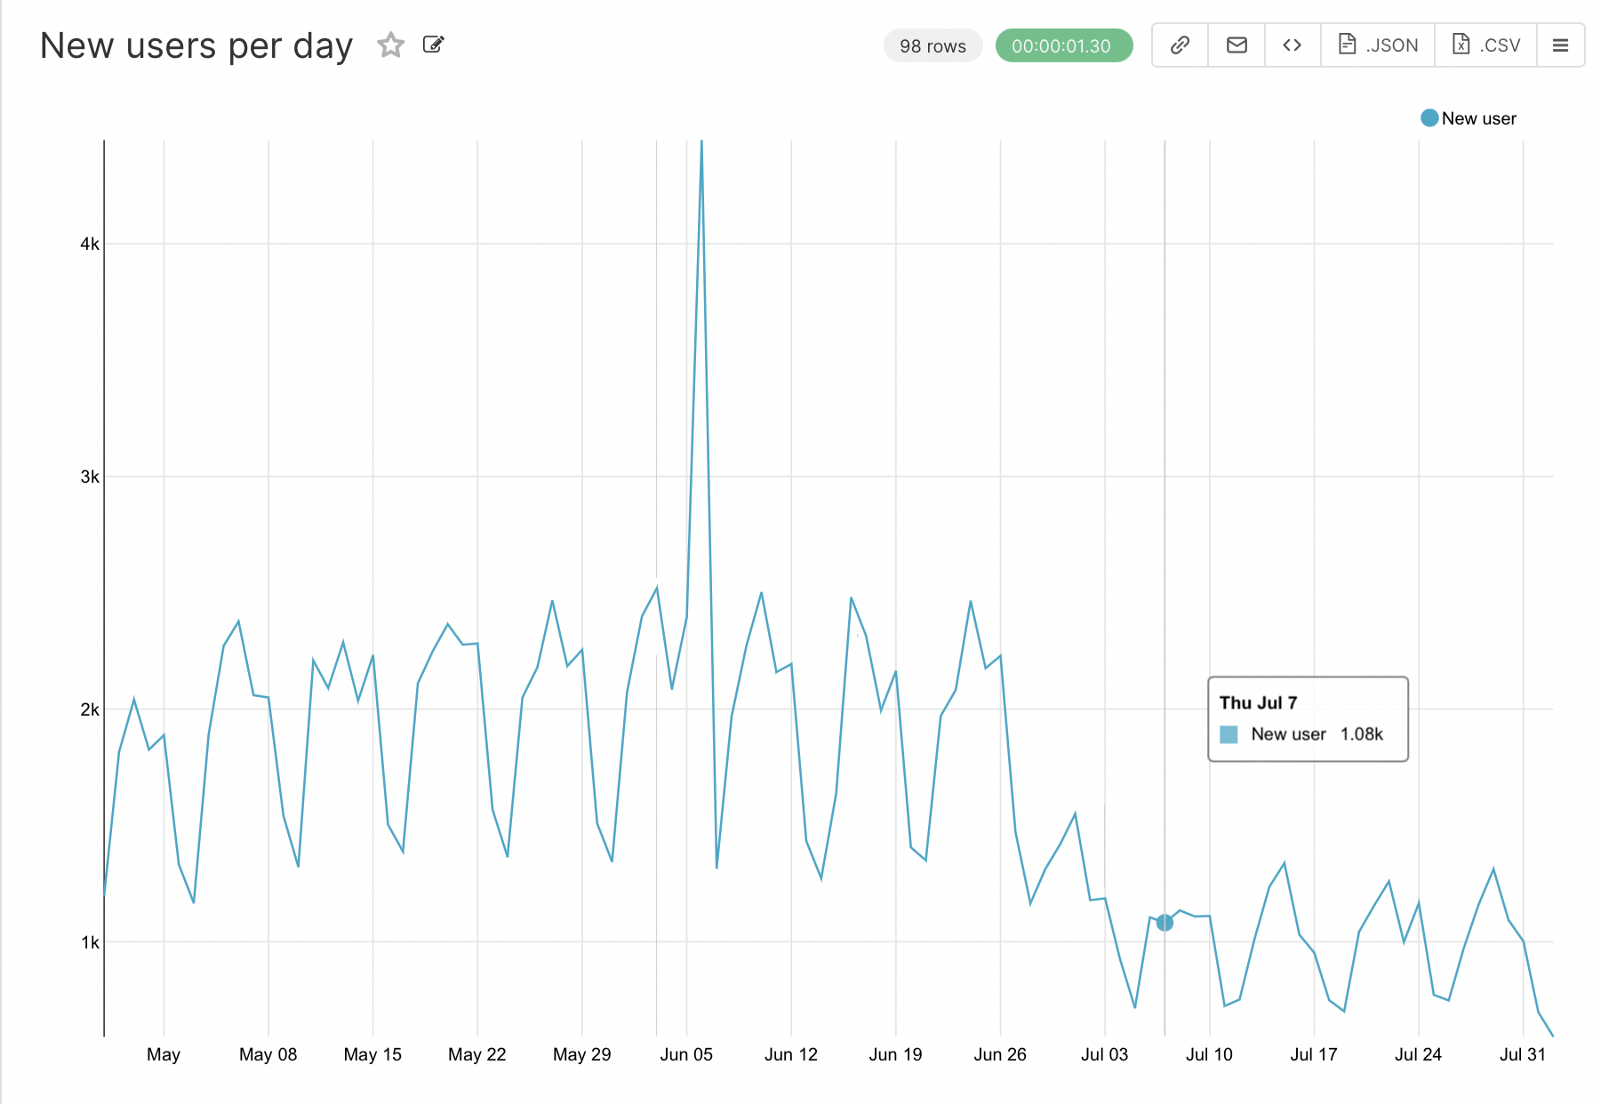 New users per day
98 rows
00:00:01.30
.JSON
.CSV
New user
4k
3k
2k
1k
Thu Jul 7
New user 1.08k
May May 08 May 15 May 22 May 29 Jun 05 Jun 12 Jun 19 Jun 26 Jul 03 Jul 10 Jul 17 Jul 24 Jul 31